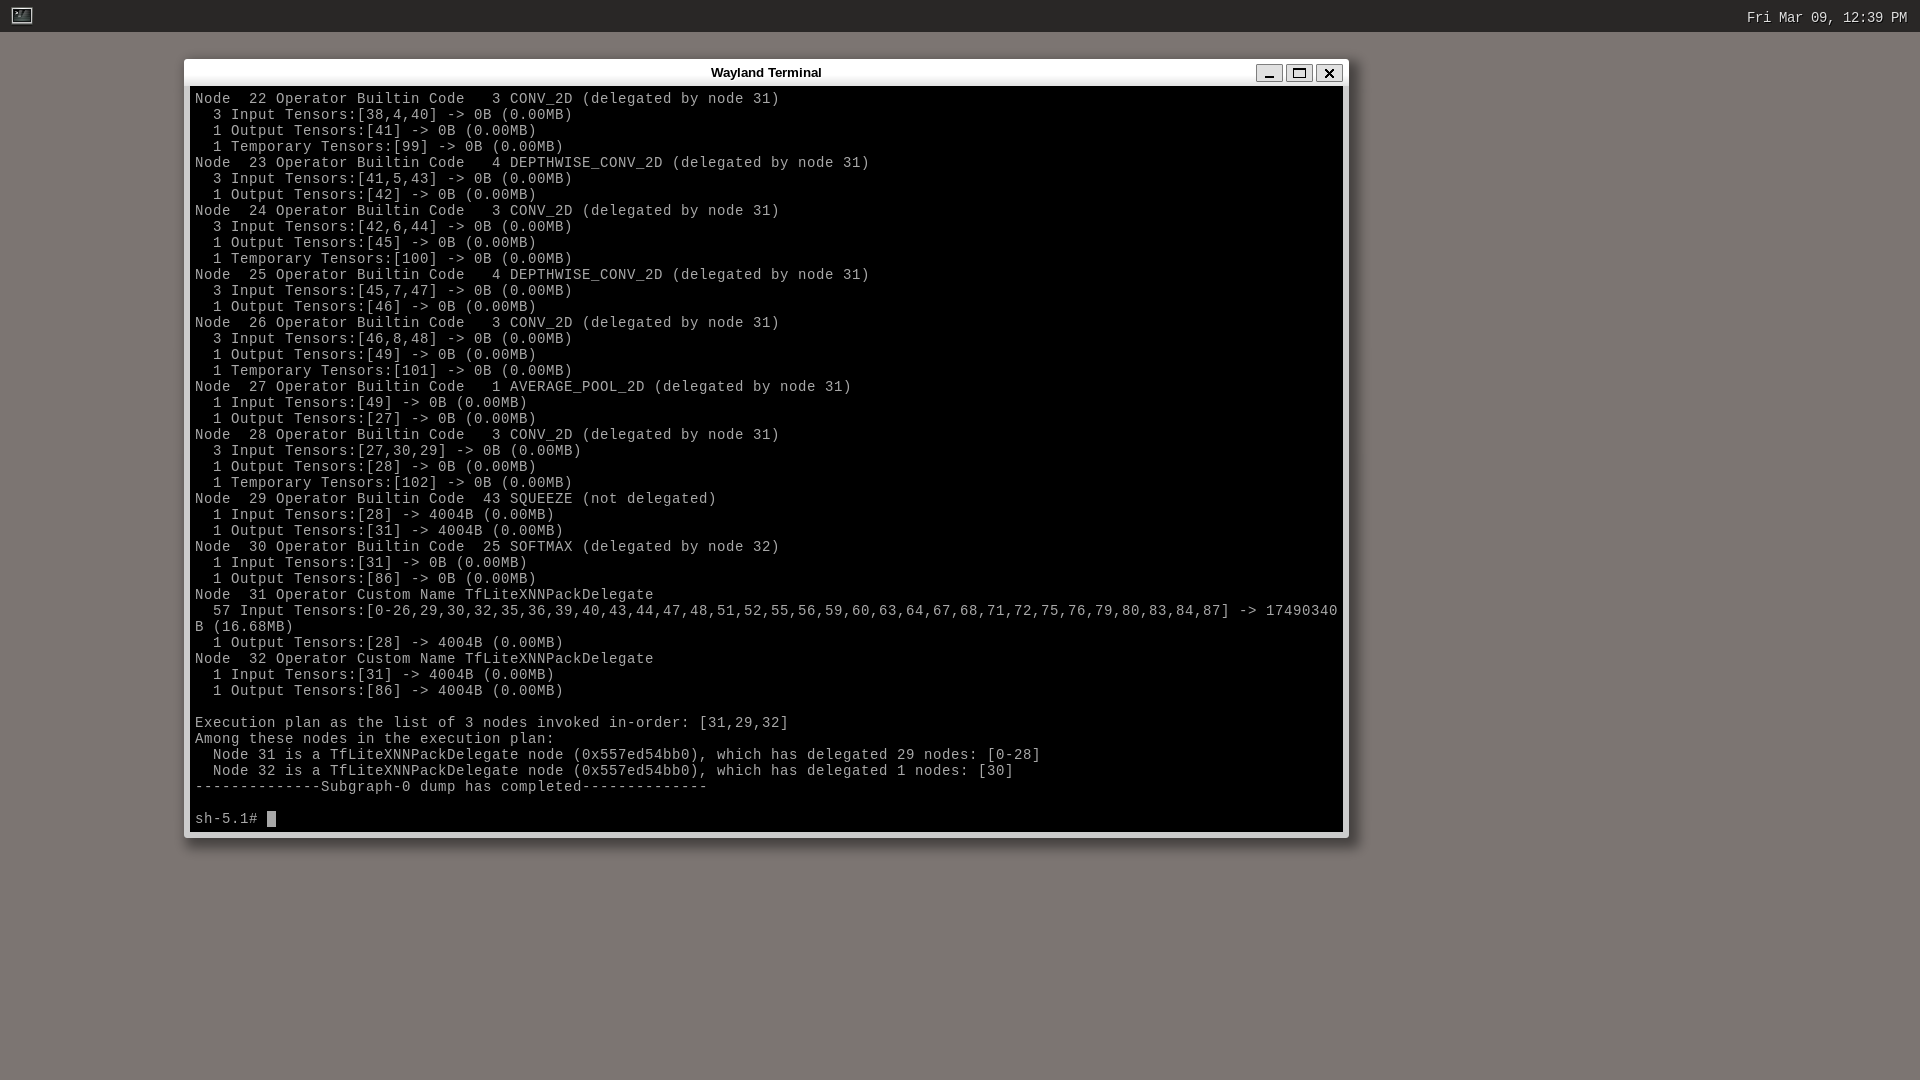 Fri Mar 09, 12:39 PM
Wayland Terminal
Node  22 Operator Builtin Code   3 CONV_2D (delegated by node 31)
  3 Input Tensors:[38,4,40] -> 0B (0.00MB)
  1 Output Tensors:[41] -> 0B (0.00MB)
  1 Temporary Tensors:[99] -> 0B (0.00MB)
Node  23 Operator Builtin Code   4 DEPTHWISE_CONV_2D (delegated by node 31)
  3 Input Tensors:[41,5,43] -> 0B (0.00MB)
  1 Output Tensors:[42] -> 0B (0.00MB)
Node  24 Operator Builtin Code   3 CONV_2D (delegated by node 31)
  3 Input Tensors:[42,6,44] -> 0B (0.00MB)
  1 Output Tensors:[45] -> 0B (0.00MB)
  1 Temporary Tensors:[100] -> 0B (0.00MB)
Node  25 Operator Builtin Code   4 DEPTHWISE_CONV_2D (delegated by node 31)
  3 Input Tensors:[45,7,47] -> 0B (0.00MB)
  1 Output Tensors:[46] -> 0B (0.00MB)
Node  26 Operator Builtin Code   3 CONV_2D (delegated by node 31)
  3 Input Tensors:[46,8,48] -> 0B (0.00MB)
  1 Output Tensors:[49] -> 0B (0.00MB)
  1 Temporary Tensors:[101] -> 0B (0.00MB)
Node  27 Operator Builtin Code   1 AVERAGE_POOL_2D (delegated by node 31)
  1 Input Tensors:[49] -> 0B (0.00MB)
  1 Output Tensors:[27] -> 0B (0.00MB)
Node  28 Operator Builtin Code   3 CONV_2D (delegated by node 31)
  3 Input Tensors:[27,30,29] -> 0B (0.00MB)
  1 Output Tensors:[28] -> 0B (0.00MB)
  1 Temporary Tensors:[102] -> 0B (0.00MB)
Node  29 Operator Builtin Code  43 SQUEEZE (not delegated)
  1 Input Tensors:[28] -> 4004B (0.00MB)
  1 Output Tensors:[31] -> 4004B (0.00MB)
Node  30 Operator Builtin Code  25 SOFTMAX (delegated by node 32)
  1 Input Tensors:[31] -> 0B (0.00MB)
  1 Output Tensors:[86] -> 0B (0.00MB)
Node  31 Operator Custom Name TfLiteXNNPackDelegate
  57 Input Tensors:[0-26,29,30,32,35,36,39,40,43,44,47,48,51,52,55,56,59,60,63,64,67,68,71,72,75,76,79,80,83,84,87] -> 17490340
B (16.68MB)
  1 Output Tensors:[28] -> 4004B (0.00MB)
Node  32 Operator Custom Name TfLiteXNNPackDelegate
  1 Input Tensors:[31] -> 4004B (0.00MB)
  1 Output Tensors:[86] -> 4004B (0.00MB)
Execution plan as the list of 3 nodes invoked in-order: [31,29,32]
Among these nodes in the execution plan:
  Node 31 is a TfLiteXNNPackDelegate node (0x557ed54bb0), which has delegated 29 nodes: [0-28]
  Node 32 is a TfLiteXNNPackDelegate node (0x557ed54bb0), which has delegated 1 nodes: [30]
--------------Subgraph-0 dump has completed--------------
sh-5.1#